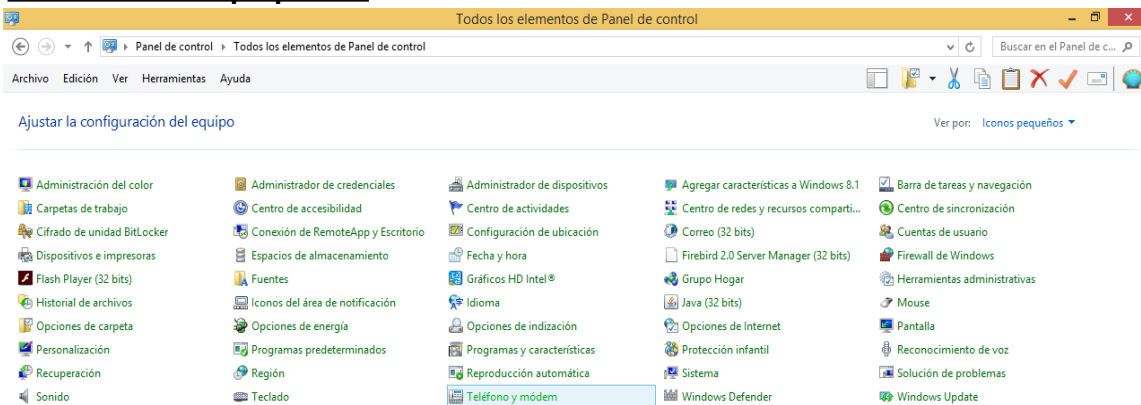 Todos los elementos de Panel de control
Panel de control Todos los elementos de Panel de control Buscar en el Panel de c...
Archivo Edición Ver Herramientas Ayuda
Ajustar la configuración del equipo Ver por: Iconos pequeños
Administración del color Administrador de credenciales Administrador de dispositivos Agregar características a Windows 8.1 Barra de tareas y navegación
Carpetas de trabajo Centro de accesibilidad Centro de actividades Centro de redes y recursos comparti... Centro de sincronización
Cifrado de unidad BitLocker Conexión de RemoteApp y Escritorio Configuración de ubicación Correo (32 bits) Cuentas de usuario
Dispositivos e impresoras Espacios de almacenamiento Fecha y hora Firebird 2.0 Server Manager (32 bits) Firewall de Windows
Flash Player (32 bits) Fuentes Gráficos HD Intel® Grupo Hogar Herramientas administrativas
Historial de archivos Iconos del área de notificación Idioma Java (32 bits) Mouse
Opciones de carpeta Opciones de energía Opciones de indización Opciones de Internet Pantalla
Personalización Programas predeterminados Programas y características Protección infantil Reconocimiento de voz
Recuperación Región Reproducción automática Sistema Solución de problemas
Sonido Teclado Teléfono y módem Windows Defender Windows Update